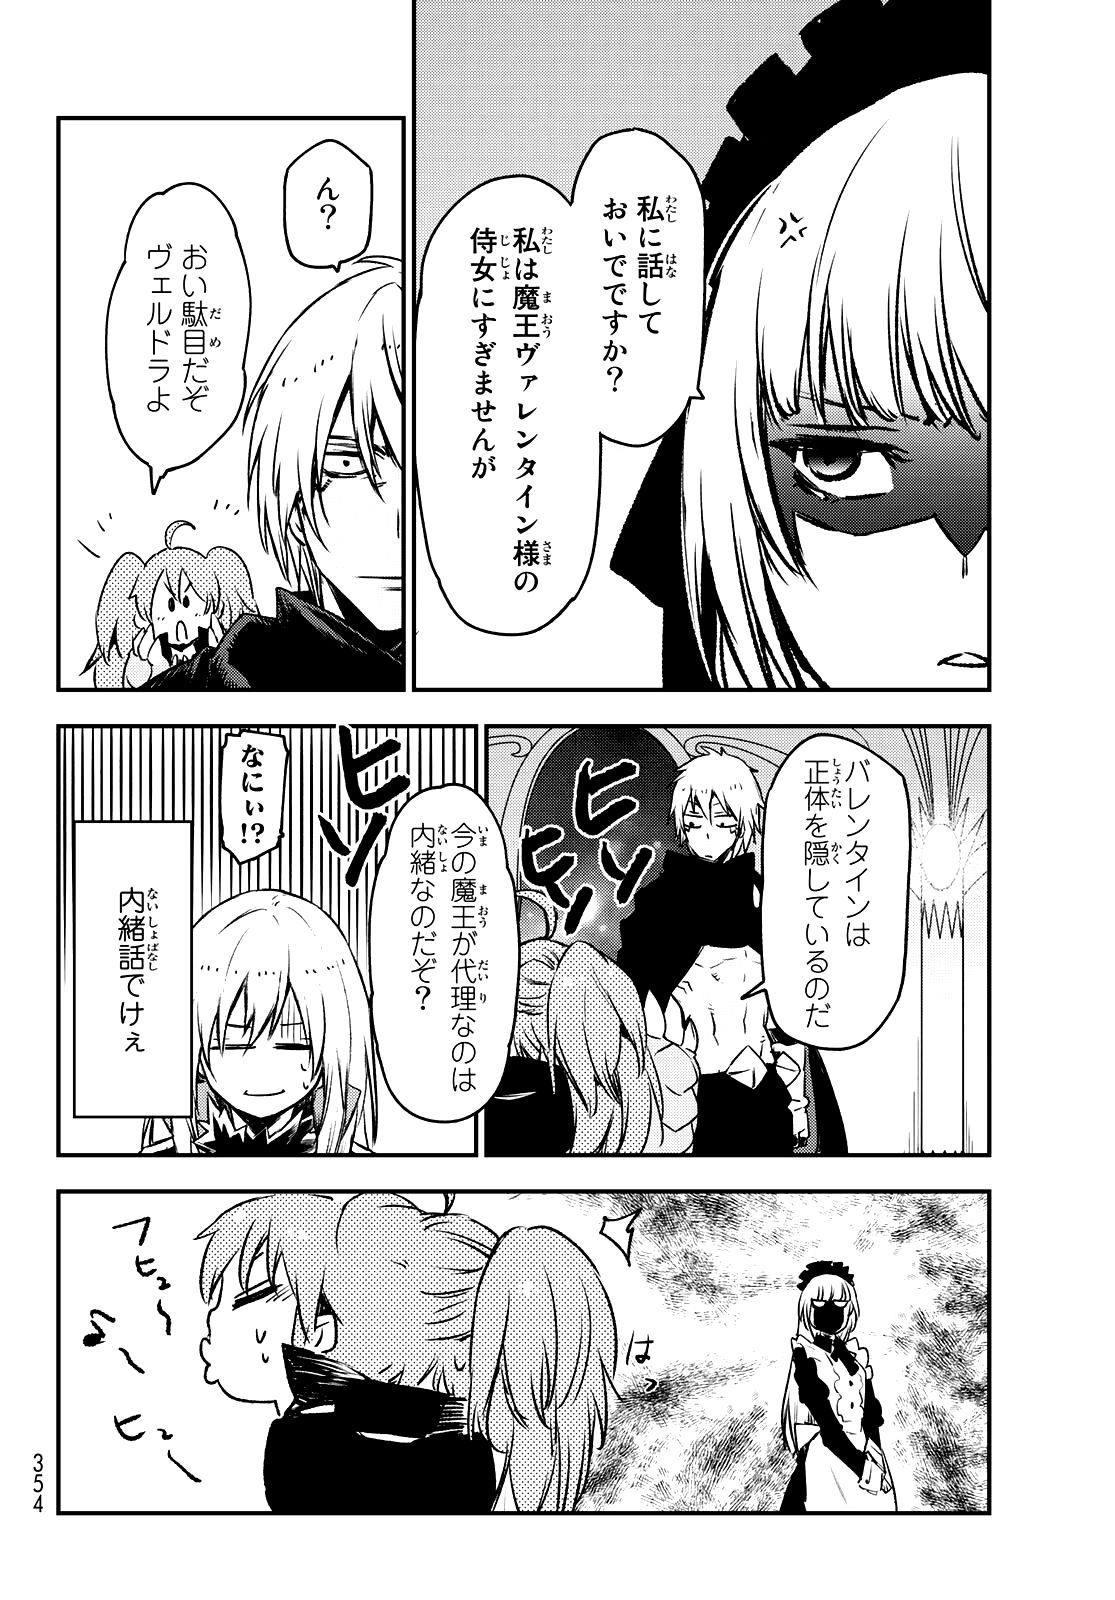 私に話して
おいでですか？
私は魔王ヴァレンタイン様の
侍女にすぎませんが
ん？
おい駄目だぞ
ヴェルドラよ
バレンタインは
正体を隠しているのだ
ヒソ
ヒソ
今の魔王が代理なのは
内緒なのだぞ？
なにぃ!?
内緒話でけぇ
はっ
フヒュ〜
♪〜
ヒュ〜
354